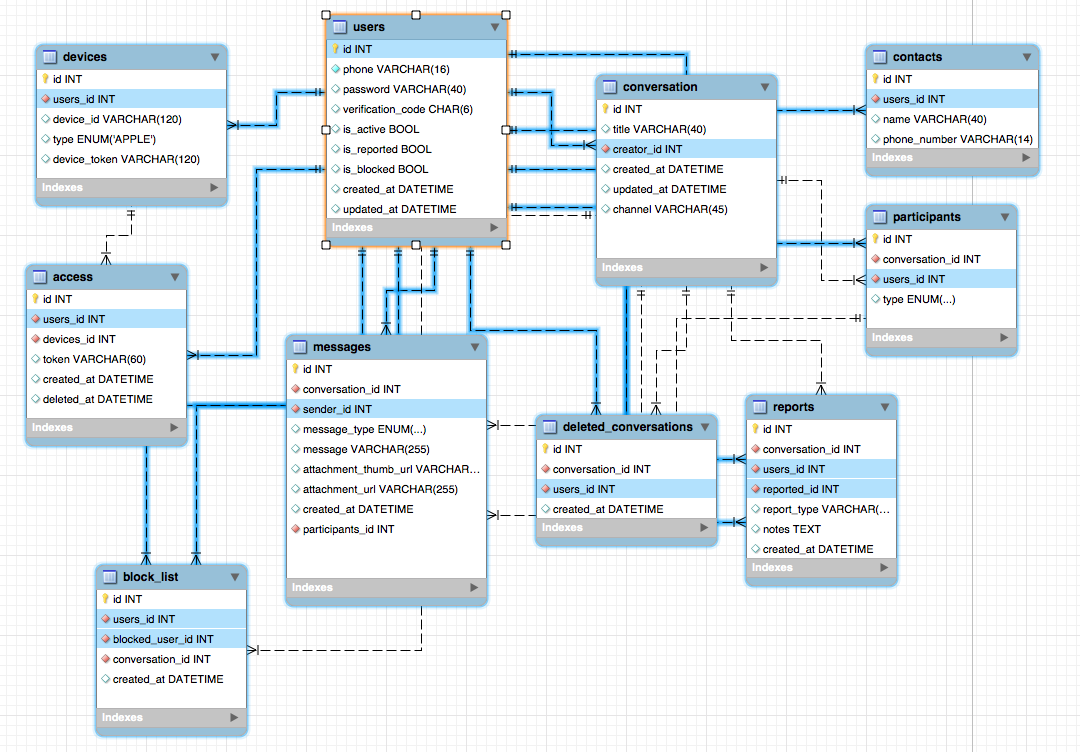 users
id INT
phone VARCHAR(16)
password VARCHAR(40)
verification_code CHAR(6)
is_active BOOL
is_reported BOOL
is_blocked BOOL
created_at DATETIME
updated_at DATETIME
Indexes
devices
id INT
users_id INT
device_id VARCHAR(120)
type ENUM('APPLE')
device_token VARCHAR(120)
Indexes
conversation
id INT
title VARCHAR(40)
creator_id INT
created_at DATETIME
updated_at DATETIME
channel VARCHAR(45)
Indexes
contacts
id INT
users_id INT
name VARCHAR(40)
phone_number VARCHAR(14)
Indexes
participants
id INT
conversation_id INT
users_id INT
type ENUM(...)
Indexes
access
id INT
users_id INT
devices_id INT
token VARCHAR(60)
created_at DATETIME
deleted_at DATETIME
Indexes
messages
id INT
conversation_id INT
sender_id INT
message_type ENUM(...)
message VARCHAR(255)
attachment_thumb_url VARCHAR...
attachment_url VARCHAR(255)
created_at DATETIME
participants_id INT
Indexes
deleted_conversations
id INT
conversation_id INT
users_id INT
created_at DATETIME
Indexes
reports
id INT
conversation_id INT
users_id INT
reported_id INT
report_type VARCHAR(...
notes TEXT
created_at DATETIME
Indexes
block_list
id INT
users_id INT
blocked_user_id INT
conversation_id INT
created_at DATETIME
Indexes